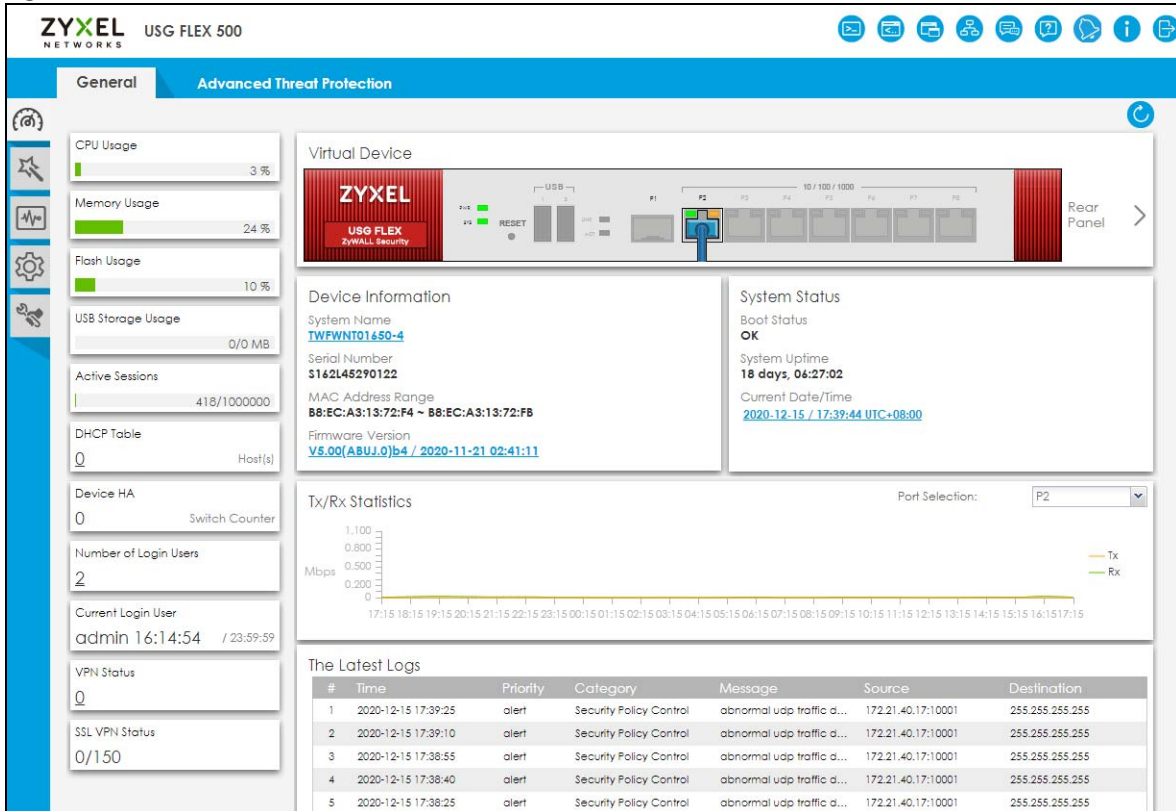 ZYXEL
NETWORKS
USG FLEX 500
General
Advanced Threat Protection
CPU Usage
3 %
Memory Usage
24 %
Flash Usage
10 %
USB Storage Usage
0/0 MB
Active Sessions
418/1000000
DHCP Table
0 Host(s)
Device HA
0 Switch Counter
Number of Login Users
2
Current Login User
admin 16:14:54 / 23:59:59
VPN Status
0
SSL VPN Status
0/150
Virtual Device
ZYXEL
USG FLEX
ZyWALL Security
PWR
SYS
RESET
USB
1 2
P1 P2 P3 P4 P5 P6 P7 P8
10 / 100 / 1000
Rear
Panel
Device Information
System Name
TWFWNT01650-4
Serial Number
S162L45290122
MAC Address Range
B8:EC:A3:13:72:F4 ~ B8:EC:A3:13:72:FB
Firmware Version
V5.00(ABUJ.0)b4 / 2020-11-21 02:41:11
System Status
Boot Status
OK
System Uptime
18 days, 06:27:02
Current Date/Time
2020-12-15 / 17:39:44 UTC+08:00
Tx/Rx Statistics
Port Selection: P2
1.100
0.800
Mbps 0.500
0.200
0
Tx
Rx
17:15 18:15 19:15 20:15 21:15 22:15 23:15 00:15 01:15 02:15 03:15 04:15 05:15 06:15 07:15 08:15 09:15 10:15 11:15 12:15 13:15 14:15 15:15 16:15 17:15
The Latest Logs
# Time Priority Category Message Source Destination
1 2020-12-15 17:39:25 alert Security Policy Control abnormal udp traffic d... 172.21.40.17:10001 255.255.255.255
2 2020-12-15 17:39:10 alert Security Policy Control abnormal udp traffic d... 172.21.40.17:10001 255.255.255.255
3 2020-12-15 17:38:55 alert Security Policy Control abnormal udp traffic d... 172.21.40.17:10001 255.255.255.255
4 2020-12-15 17:38:40 alert Security Policy Control abnormal udp traffic d... 172.21.40.17:10001 255.255.255.255
5 2020-12-15 17:38:25 alert Security Policy Control abnormal udp traffic d... 172.21.40.17:10001 255.255.255.255